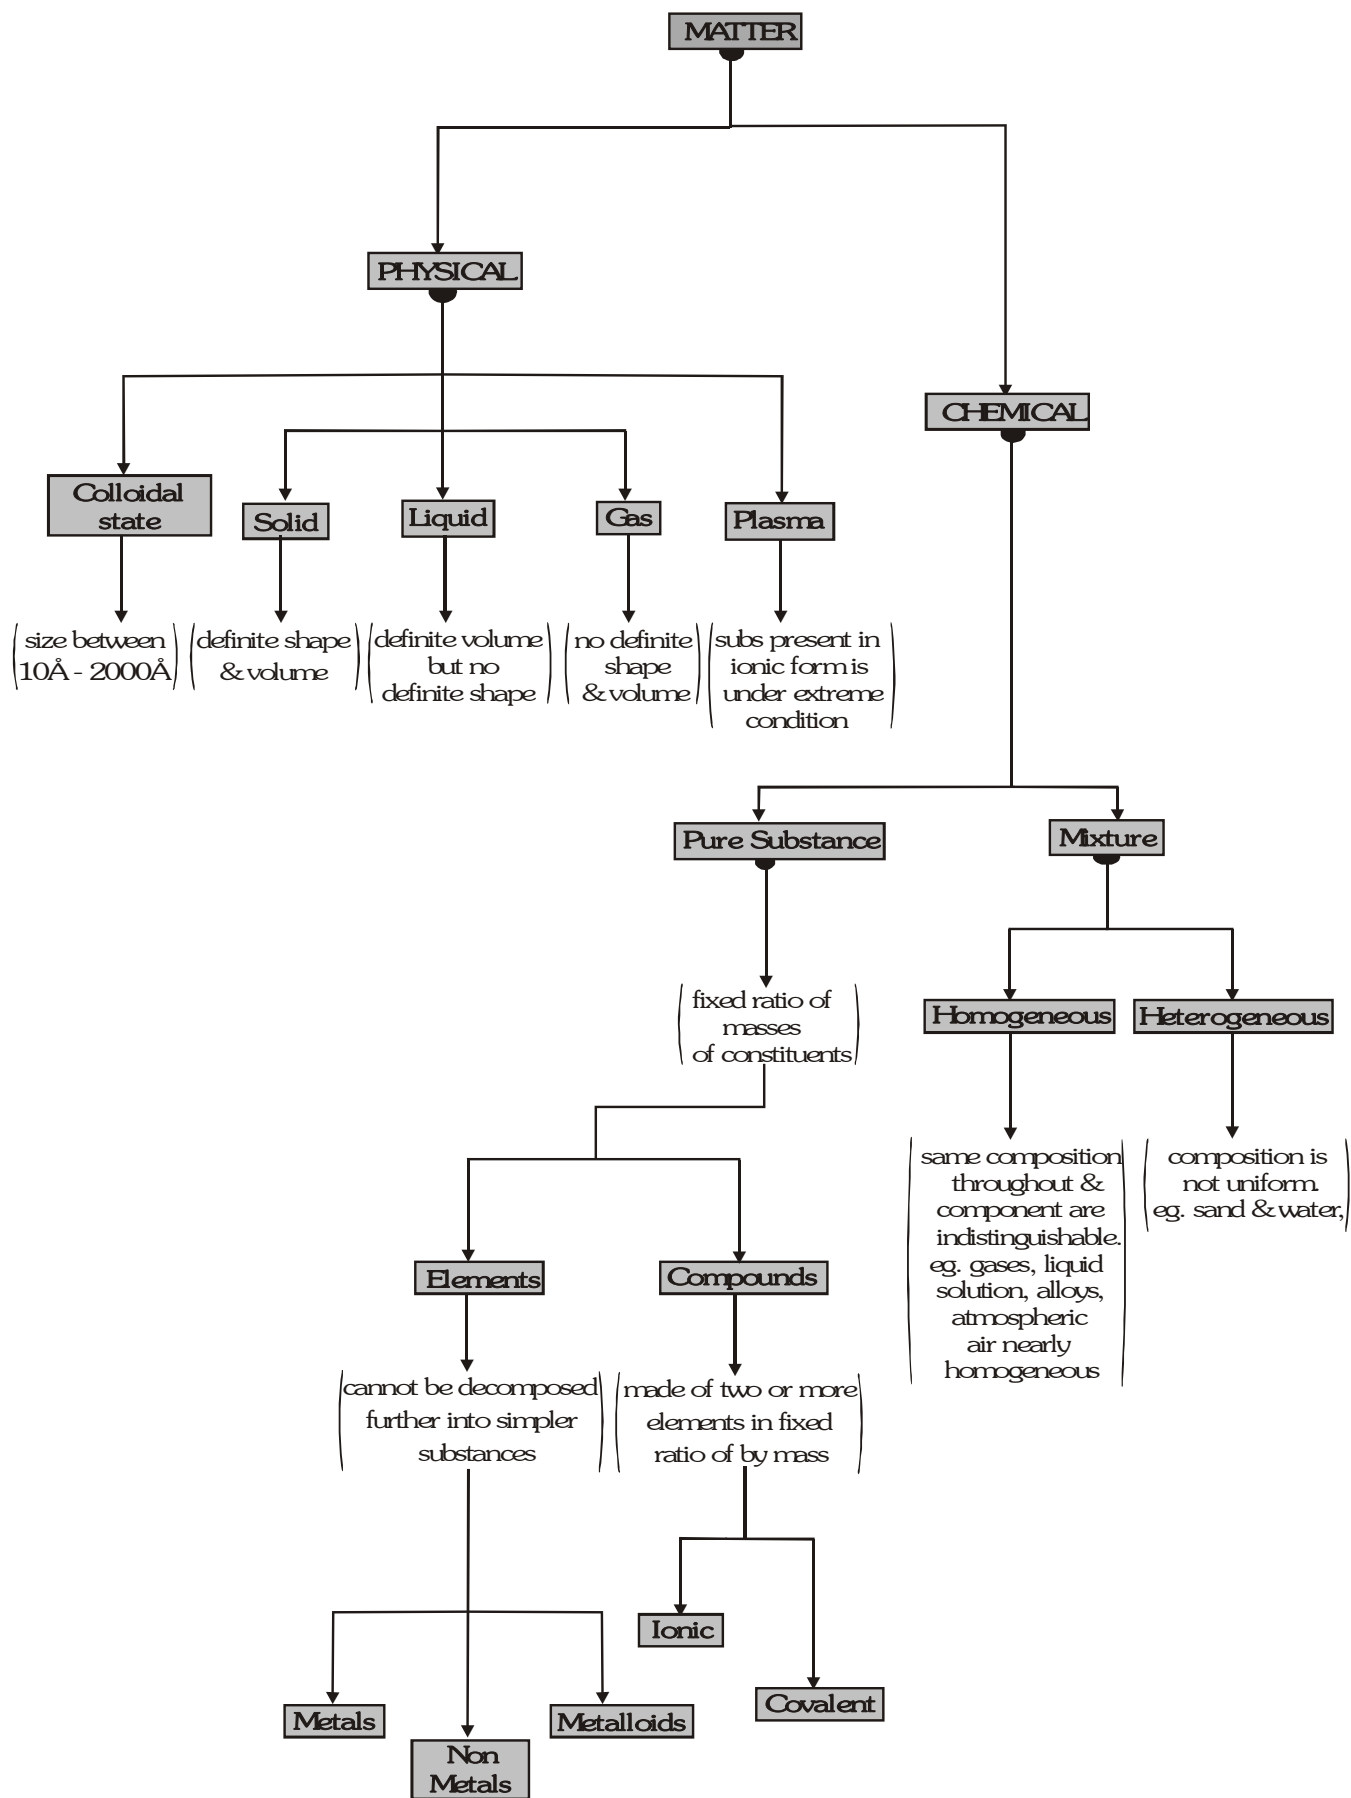 MATTER
PHYSICAL
CHEMICAL
Colloidal
state
Solid
Liquid
Gas
Plasma
size between
10Å - 2000Å
definite shape
& volume
definite volume
but no
definite shape
no definite
shape
& volume
subs present in
ionic form is
under extreme
condition
Pure Substance
Mixture
fixed ratio of
masses
of constituents
Homogeneous
Heterogeneous
same composition
throughout &
component are
indistinguishable.
eg. gases, liquid
solution, alloys,
atmospheric
air nearly
homogeneous
composition is
not uniform.
eg. sand & water,
Elements
Compounds
cannot be decomposed
further into simpler
substances
made of two or more
elements in fixed
ratio of by mass
Ionic
Covalent
Metals
Non
Metals
Metalloids